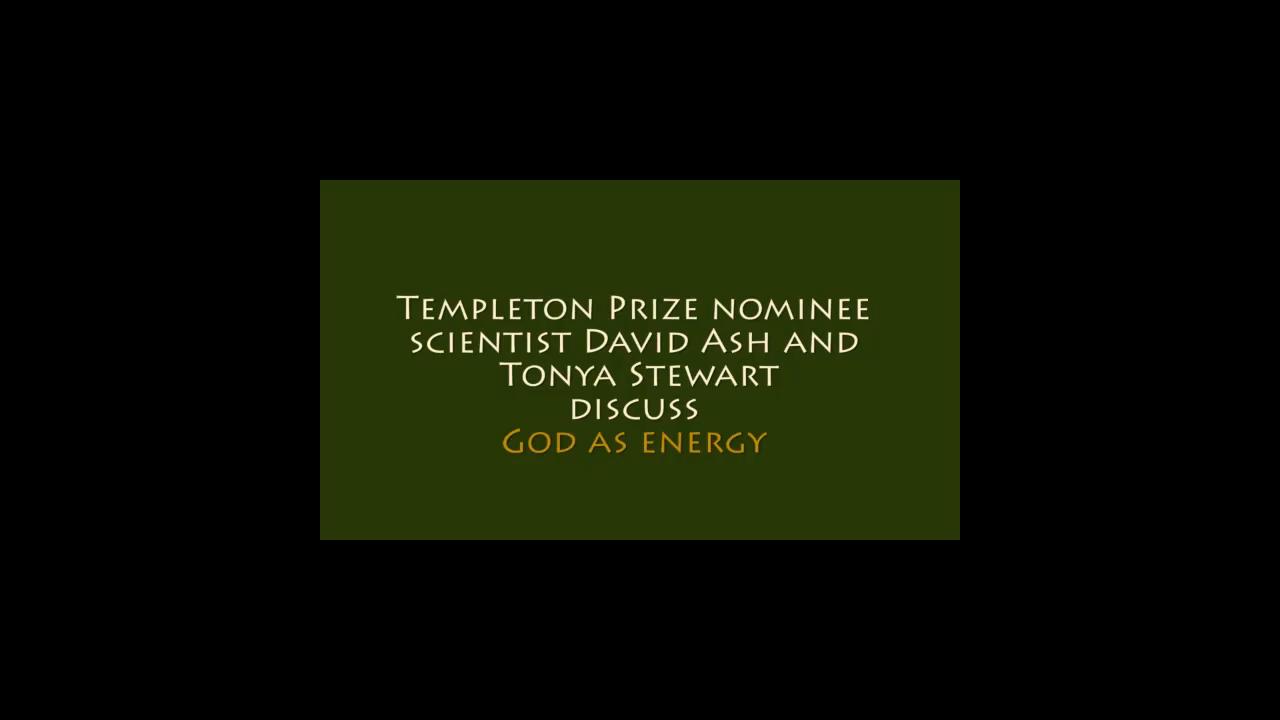 Templeton Prize nominee
scientist David Ash and
Tonya Stewart
discuss
God as energy